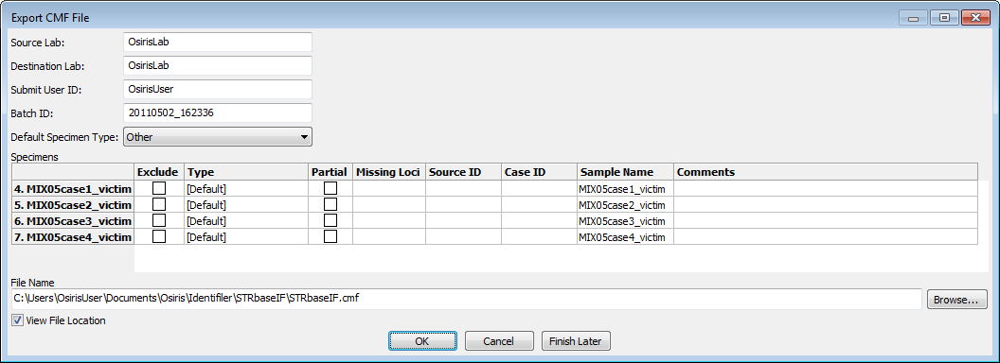 Export CMF File
Source Lab: OsirisLab
Destination Lab: OsirisLab
Submit User ID: OsirisUser
Batch ID: 20110502_162336
Default Specimen Type: Other
Specimens
Exclude Type Partial Missing Loci Source ID Case ID Sample Name Comments
4. MIX05case1_victim [Default] MIX05case1_victim
5. MIX05case2_victim [Default] MIX05case2_victim
6. MIX05case3_victim [Default] MIX05case3_victim
7. MIX05case4_victim [Default] MIX05case4_victim
File Name
C:\Users\OsirisUser\Documents\Osiris\Identifiler\STRbaseIF\STRbaseIF.cmf Browse...
View File Location
OK Cancel Finish Later